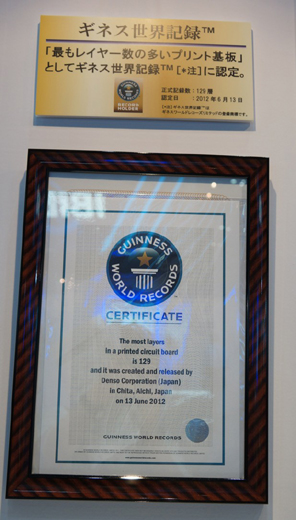 ギネス世界記録™
「最もレイヤー数の多いプリント基板」
としてギネス世界記録™［*注］に認定。
正式記録数：129 層
認定日：2012 年 6 月 13 日
RECORD
HOLDER
GUINNESS
WORLD RECORDS
CERTIFICATE
The most layers
in a printed circuit board
is 129
and it was created and released by
Denso Corporation (Japan)
in Chita, Aichi, Japan
on 13 June 2012
GUINNESS WORLD RECORDS